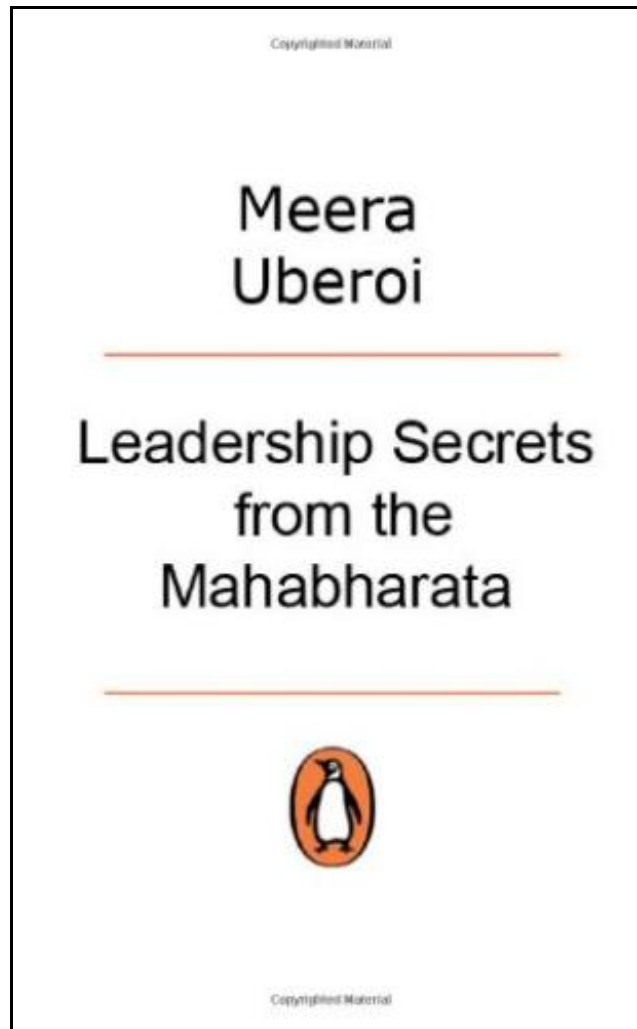 Copyrighted Material
Meera
Uberoi
Leadership Secrets
from the
Mahabharata
Copyrighted Material